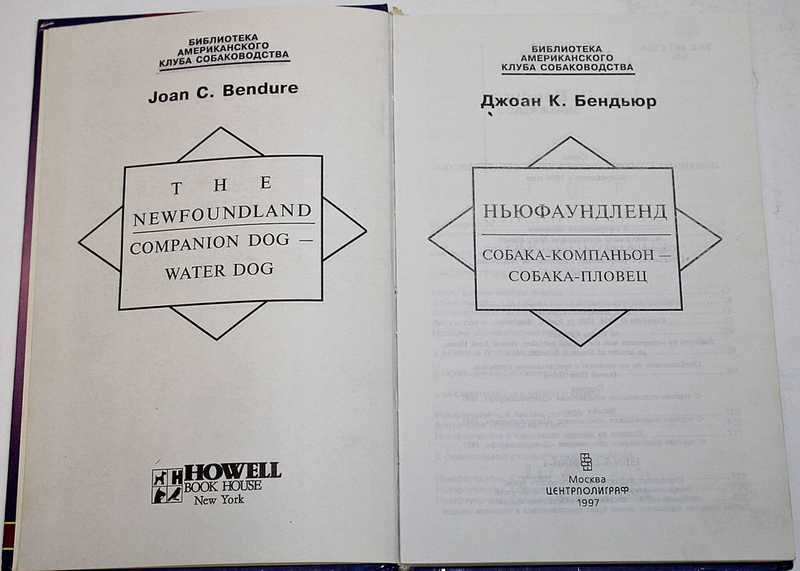 БИБЛИОТЕКА
АМЕРИКАНСКОГО
КЛУБА СОБАКОВОДСТВА
Joan C. Bendure
THE
NEWFOUNDLAND
COMPANION DOG —
WATER DOG
HOWELL
BOOK HOUSE
New York
БИБЛИОТЕКА
АМЕРИКАНСКОГО
КЛУБА СОБАКОВОДСТВА
Джоан К. Бендьюр
НЬЮФАУНДЛЕНД
СОБАКА-КОМПАНЬОН —
СОБАКА-ПЛОВЕЦ
Москва
ЦЕНТРПОЛИГРАФ
1997